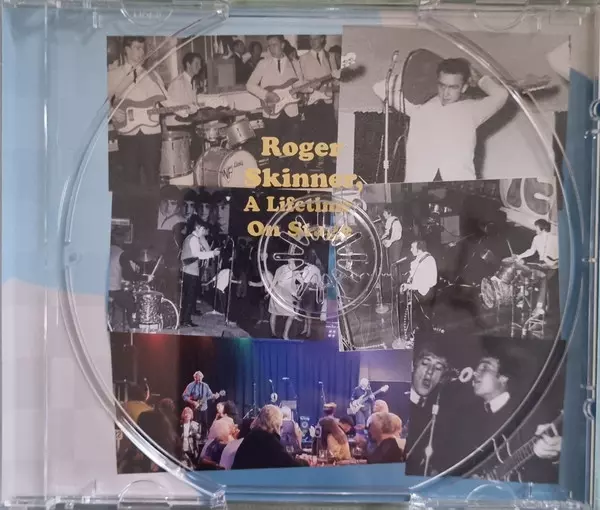 Roger
Skinner,
A Lifetime
On Stage